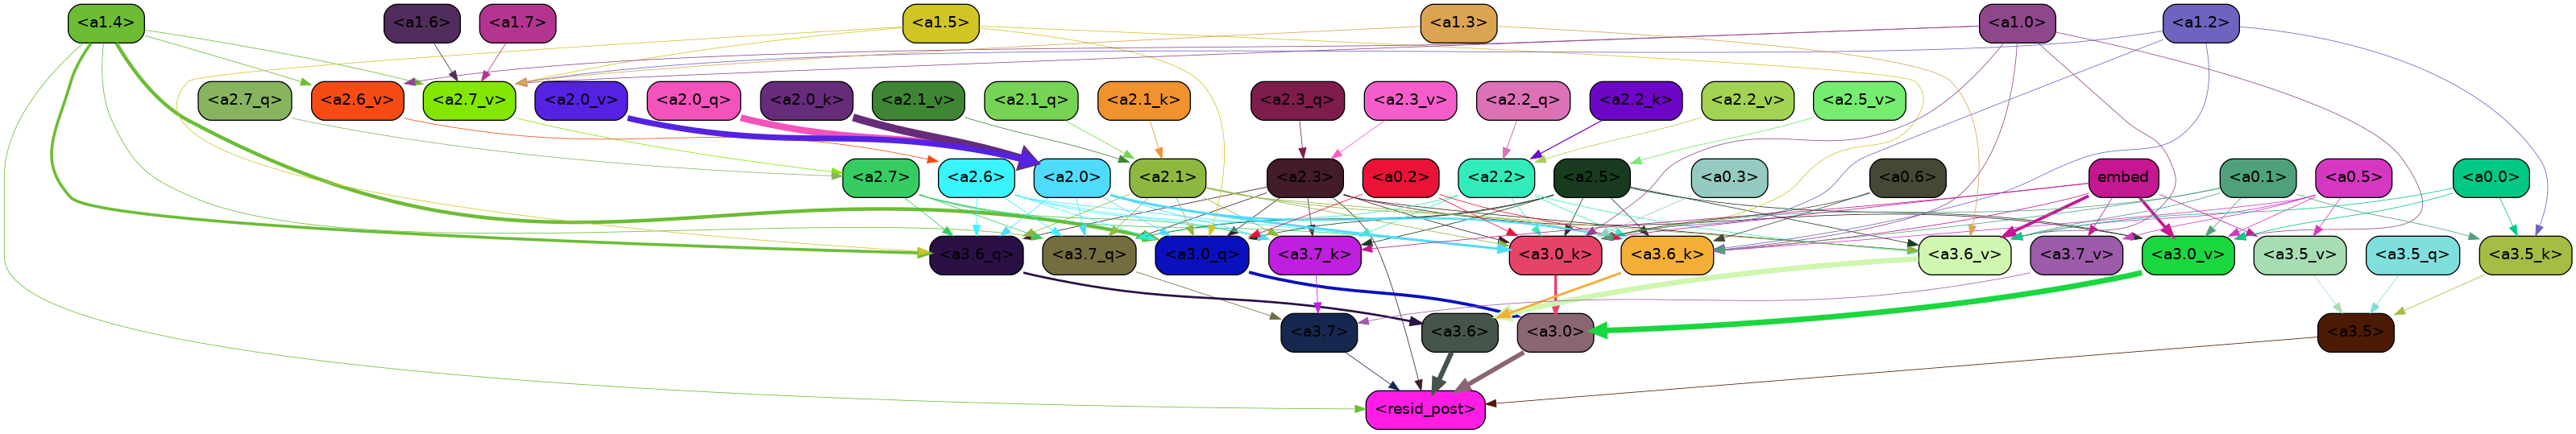 <a1.4> <a1.6> <a1.7> <a1.5> <a1.3> <a1.0> <a1.2>
<a2.7_q> <a2.6_v> <a2.7_v> <a2.0_v> <a2.0_q> <a2.0_k> <a2.1_v> <a2.1_q> <a2.1_k> <a2.3_q> <a2.3_v> <a2.2_q> <a2.2_k> <a2.2_v> <a2.5_v>
<a2.7> <a2.6> <a2.0> <a2.1> <a2.3> <a0.2> <a2.2> <a2.5> <a0.3> <a0.6> embed <a0.1> <a0.5> <a0.0>
<a3.6_q> <a3.7_q> <a3.0_q> <a3.7_k> <a3.0_k> <a3.6_k> <a3.6_v> <a3.7_v> <a3.0_v> <a3.5_v> <a3.5_q> <a3.5_k>
<a3.7> <a3.6> <a3.0> <a3.5>
<resid_post>